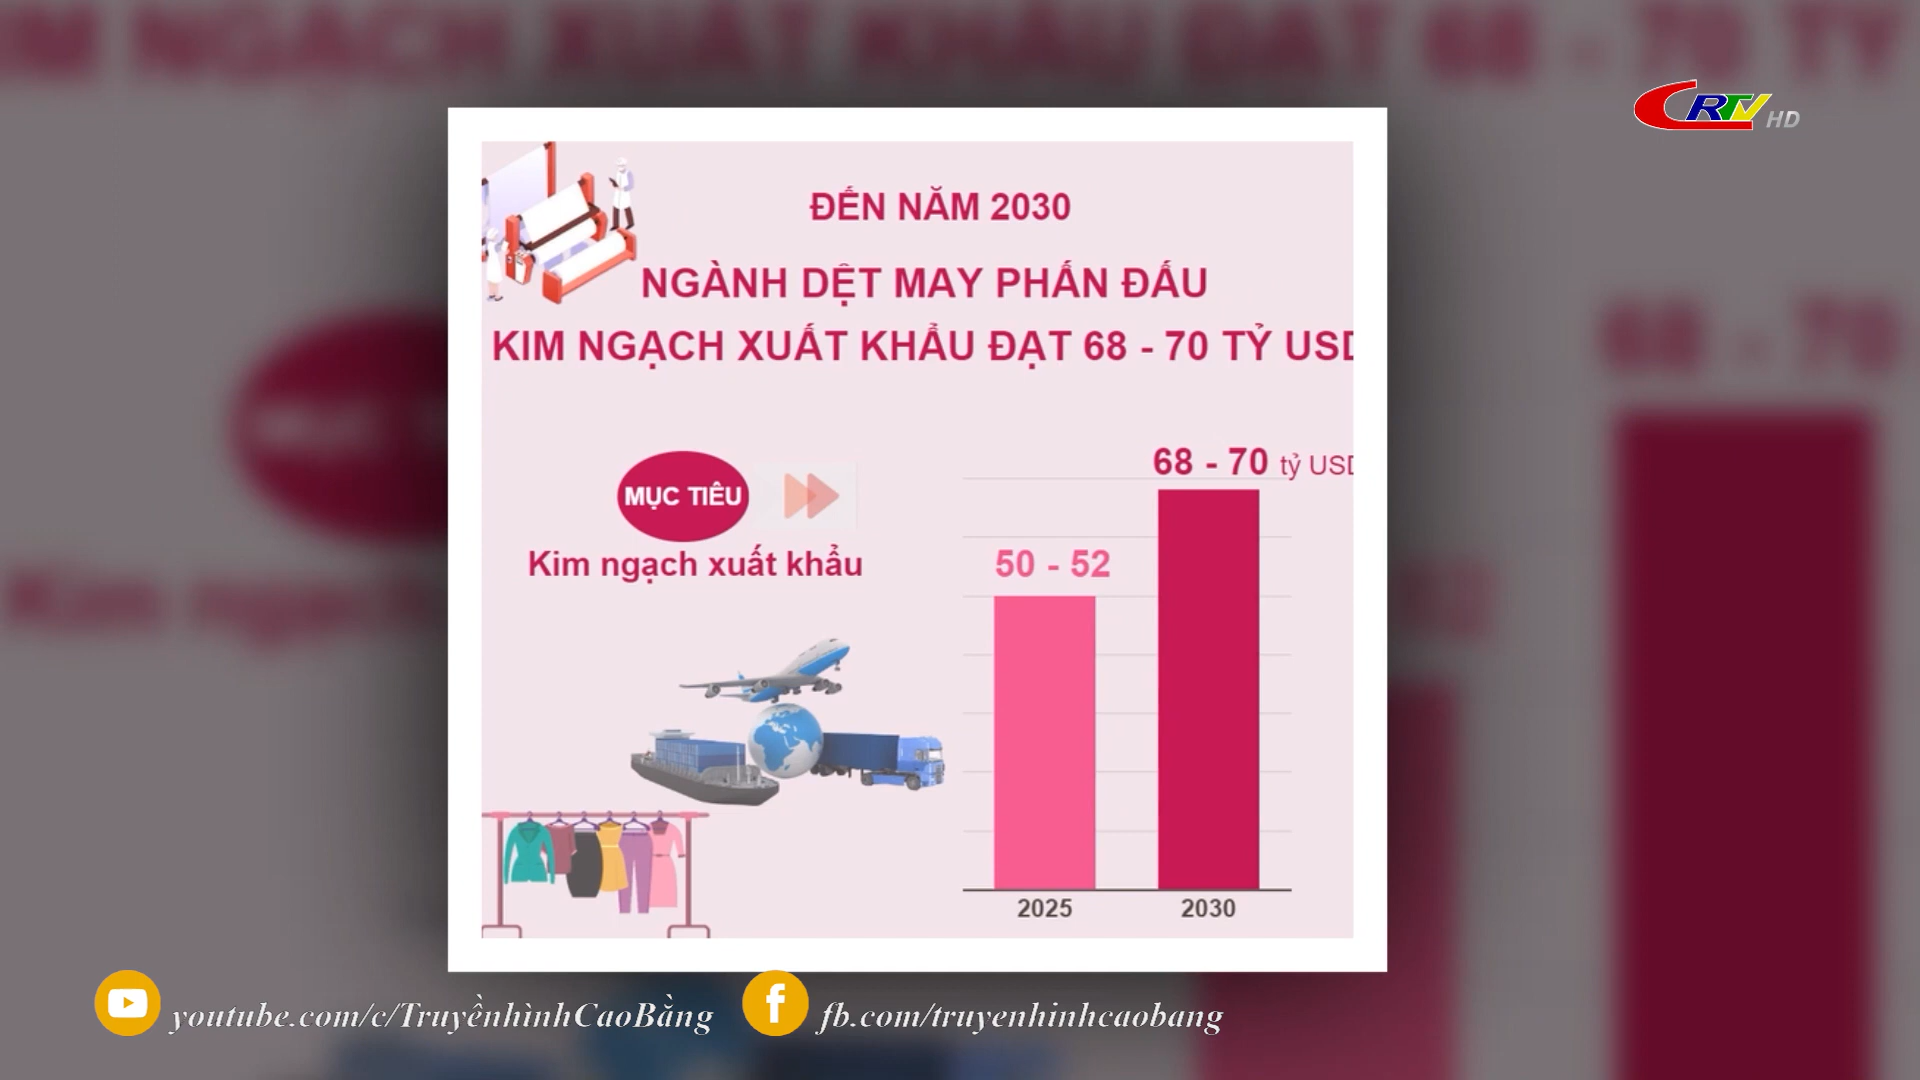 CRTV HD
ĐẾN NĂM 2030
NGÀNH DỆT MAY PHẤN ĐẤU
KIM NGẠCH XUẤT KHẨU ĐẠT 68 - 70 TỶ USD
68 - 70 tỷ USD
MỤC TIÊU
50 - 52
Kim ngạch xuất khẩu
2025 2030
youtube.com/c/TruyềnhìnhCaoBằng fb.com/truyenhinhcaobang